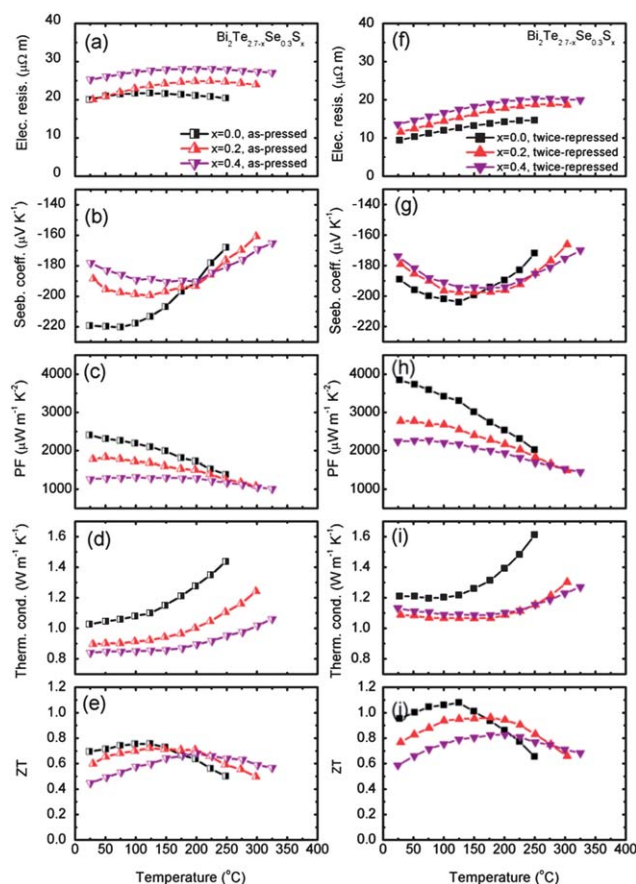 (a) Bi2Te2.7-xSe0.3Sx
Elec. resis. (μΩ m)
60
50
40
30
20
10
0
x=0.0, as-pressed
x=0.2, as-pressed
x=0.4, as-pressed
(b)
Seeb. coeff. (μV K-1)
-140
-160
-180
-200
-220
(c)
PF (μW m-1 K-2)
4000
3000
2000
1000
(d)
Therm. cond. (W m-1 K-1)
1.6
1.4
1.2
1.0
0.8
(e)
ZT
1.2
1.0
0.8
0.6
0.4
0.2
0.0
0 50 100 150 200 250 300 350 400
Temperature (°C)
(f) Bi2Te2.7-xSe0.3Sx
Elec. resis. (μΩ m)
60
50
40
30
20
10
0
x=0.0, twice-repressed
x=0.2, twice-repressed
x=0.4, twice-repressed
(g)
Seeb. coeff. (μV K-1)
-140
-160
-180
-200
-220
(h)
PF (μW m-1 K-2)
4000
3000
2000
1000
(i)
Therm. cond. (W m-1 K-1)
1.6
1.4
1.2
1.0
0.8
(j)
ZT
1.2
1.0
0.8
0.6
0.4
0.2
0.0
0 50 100 150 200 250 300 350 400
Temperature (°C)